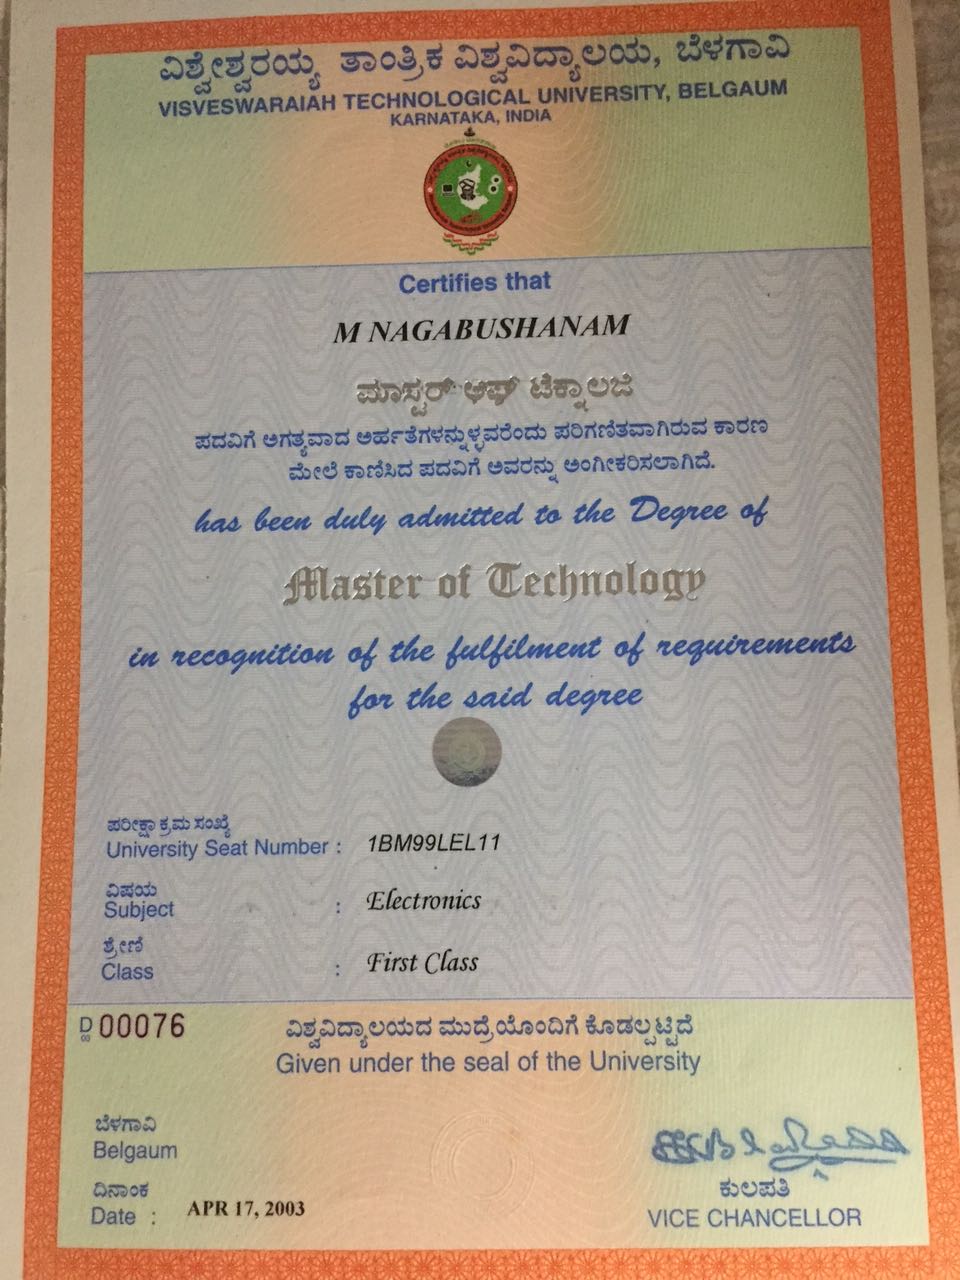 ವಿಶ್ವೇಶ್ವರಯ್ಯ ತಾಂತ್ರಿಕ ವಿಶ್ವವಿದ್ಯಾಲಯ, ಬೆಳಗಾವಿ
VISVESWARAIAH TECHNOLOGICAL UNIVERSITY, BELGAUM
KARNATAKA, INDIA
Certifies that
M NAGABUSHANAM
ಮಾಸ್ಟರ್ ಆಫ್ ಟೆಕ್ನಾಲಜಿ
ಪದವಿಗೆ ಅಗತ್ಯವಾದ ಅರ್ಹತೆಗಳನ್ನುಳ್ಳವರೆಂದು ಪರಿಗಣಿತವಾಗಿರುವ ಕಾರಣ
ಮೇಲೆ ಕಾಣಿಸಿದ ಪದವಿಗೆ ಅವರನ್ನು ಅಂಗೀಕರಿಸಲಾಗಿದೆ.
has been duly admitted to the Degree of
Master of Technology
in recognition of the fulfilment of requirements
for the said degree
ಪರೀಕ್ಷಾ ಕ್ರಮ ಸಂಖ್ಯೆ
University Seat Number : 1BM99LEL11
ವಿಷಯ
Subject : Electronics
ಶ್ರೇಣಿ
Class : First Class
00076
ವಿಶ್ವವಿದ್ಯಾಲಯದ ಮುದ್ರೆಯೊಂದಿಗೆ ಕೊಡಲ್ಪಟ್ಟಿದೆ
Given under the seal of the University
ಬೆಳಗಾವಿ
Belgaum
ದಿನಾಂಕ
Date : APR 17, 2003
ಕುಲಪತಿ
VICE CHANCELLOR